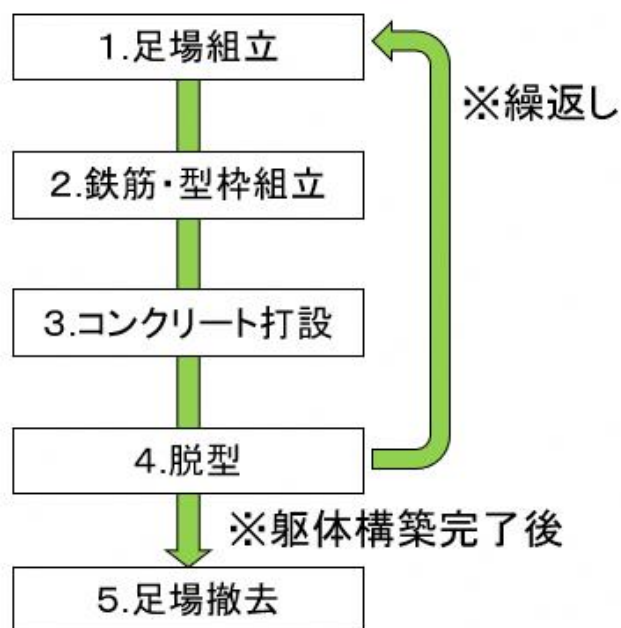 1.足場組立
※繰返し
2.鉄筋・型枠組立
3.コンクリート打設
4.脱型
※躯体構築完了後
5.足場撤去